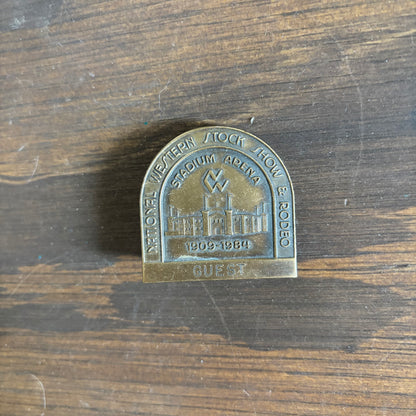 NATIONAL WESTERN STOCK SHOW & RODEO
STADIUM ARENA
1909-1984
GUEST